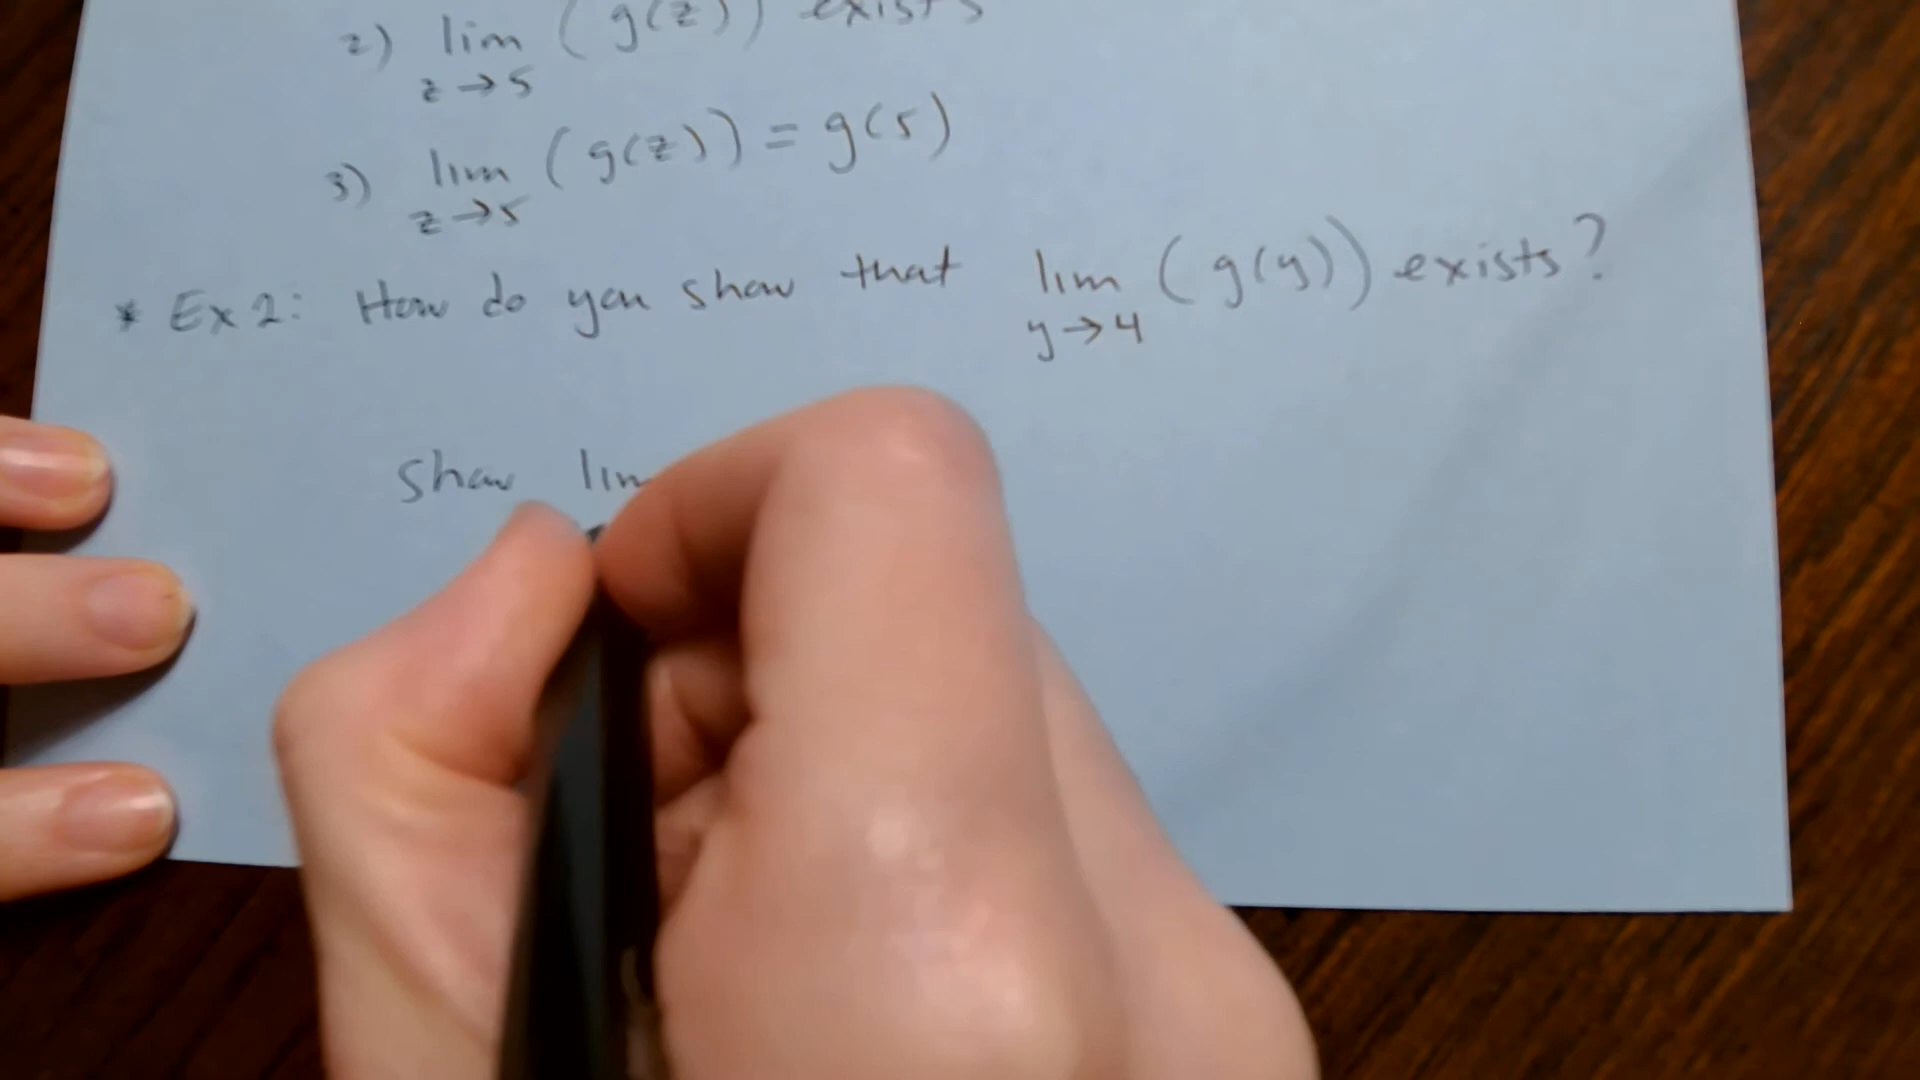 2) lim (g(z)) exists
z→5
3) lim (g(z)) = g(5)
z→5
* Ex 2: How do you show that lim (g(y)) exists?
y→4
show lim